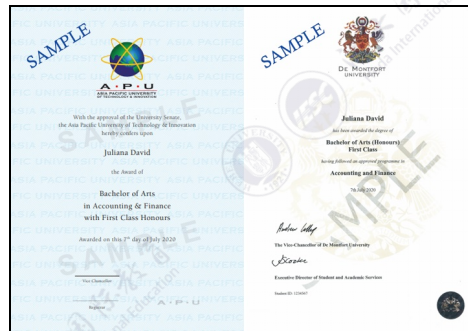 SAMPLE
A·P·U
ASIA PACIFIC UNIVERSITY
OF TECHNOLOGY & INNOVATION
With the approval of the University Senate,
the Asia Pacific University of Technology & Innovation
hereby confers upon
Juliana David
the Award of
Bachelor of Arts
in Accounting & Finance
with First Class Honours
Awarded on this 7th day of July 2020
Vice Chancellor
Registrar
A·P·U
SAMPLE
DE MONTFORT
UNIVERSITY
Juliana David
has been awarded the degree of
Bachelor of Arts (Honours)
First Class
having followed an approved programme in
Accounting and Finance
7th July 2020
The Vice-Chancellor of De Montfort University
Executive Director of Student and Academic Services
Student ID: 1234567
SAMPLE
SAMPLE
SAMPLE